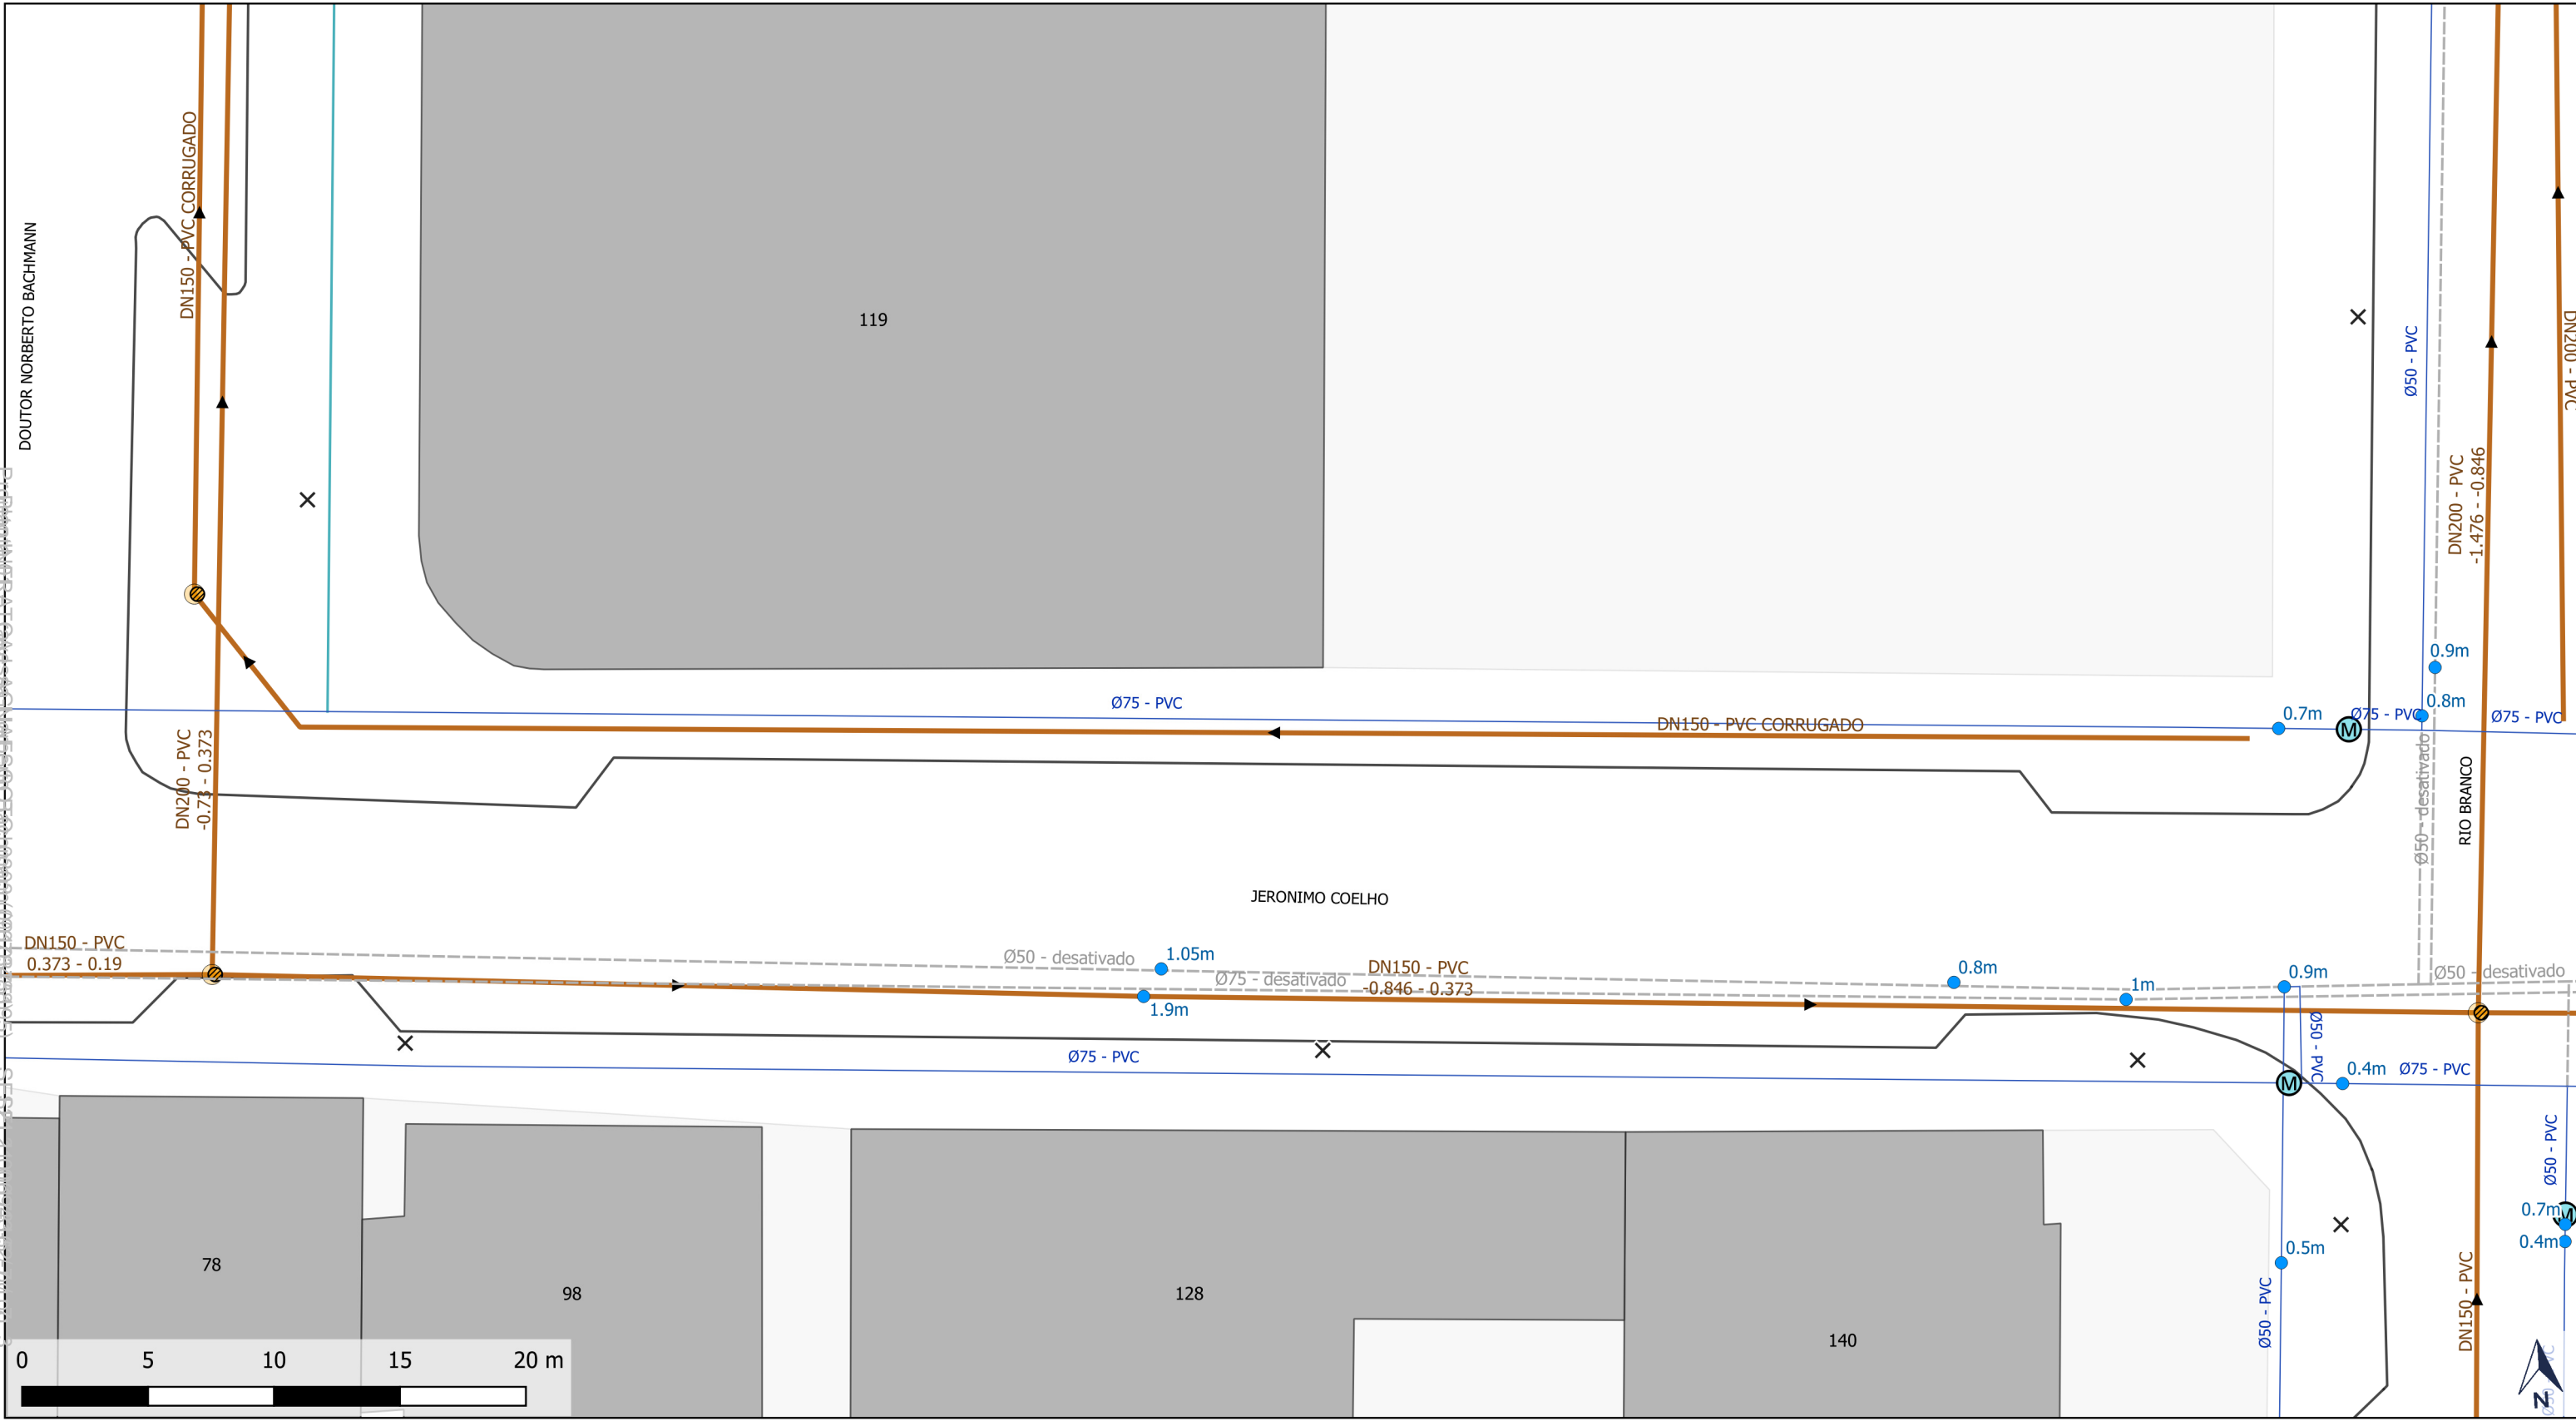 DN150 - PVC CORRUGADO
DOUTOR NORBERTO BACHMANN
119
Ø50 - PVC
DN200 - PVC
DN200 - PVC
-1.476 - -0.846
0.9m
0.8m
0.7m
Ø75 - PVC
Ø75 - PVC
Ø75 - PVC
M
DN150 - PVC CORRUGADO
DN200 - PVC
-0.73 - 0.373
Ø50 - desativado
RIO BRANCO
JERONIMO COELHO
DN150 - PVC
0.373 - 0.19
Ø50 - desativado
1.05m
Ø75 - desativado
DN150 - PVC
-0.846 - 0.373
0.8m
1m
0.9m
Ø50 - desativado
1.9m
Ø50 - PVC
Ø75 - PVC
M
0.4m
Ø75 - PVC
Ø50 - PVC
0.7m
M
0.4m
0.5m
Ø50 - PVC
DN150 - PVC
78
98
128
140
0 5 10 15 20 m
N